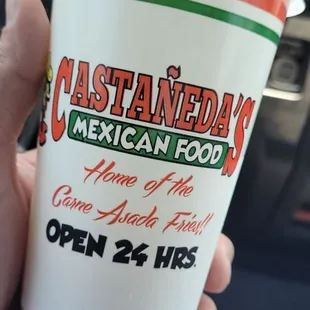 CASTAÑEDA'S
MEXICAN FOOD
Home of the
Carne Asada Fries!!
OPEN 24 HRS.